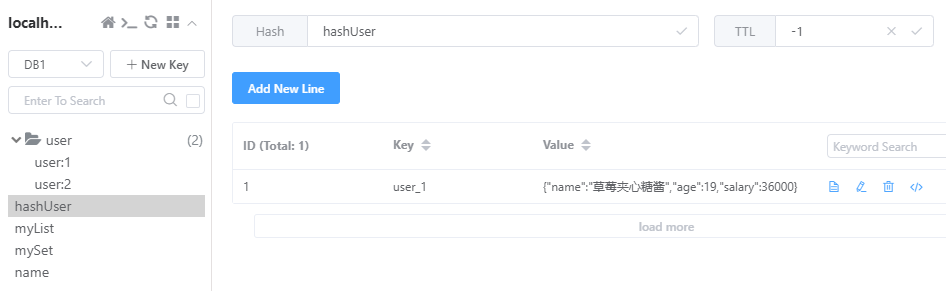 localh...
DB1
+ New Key
Enter To Search
user (2)
user:1
user:2
hashUser
myList
mySet
name
Hash hashUser
TTL -1
Add New Line
ID (Total: 1) Key Value Keyword Search
1 user_1 {"name":"草莓夹心糖酱","age":19,"salary":36000}
load more